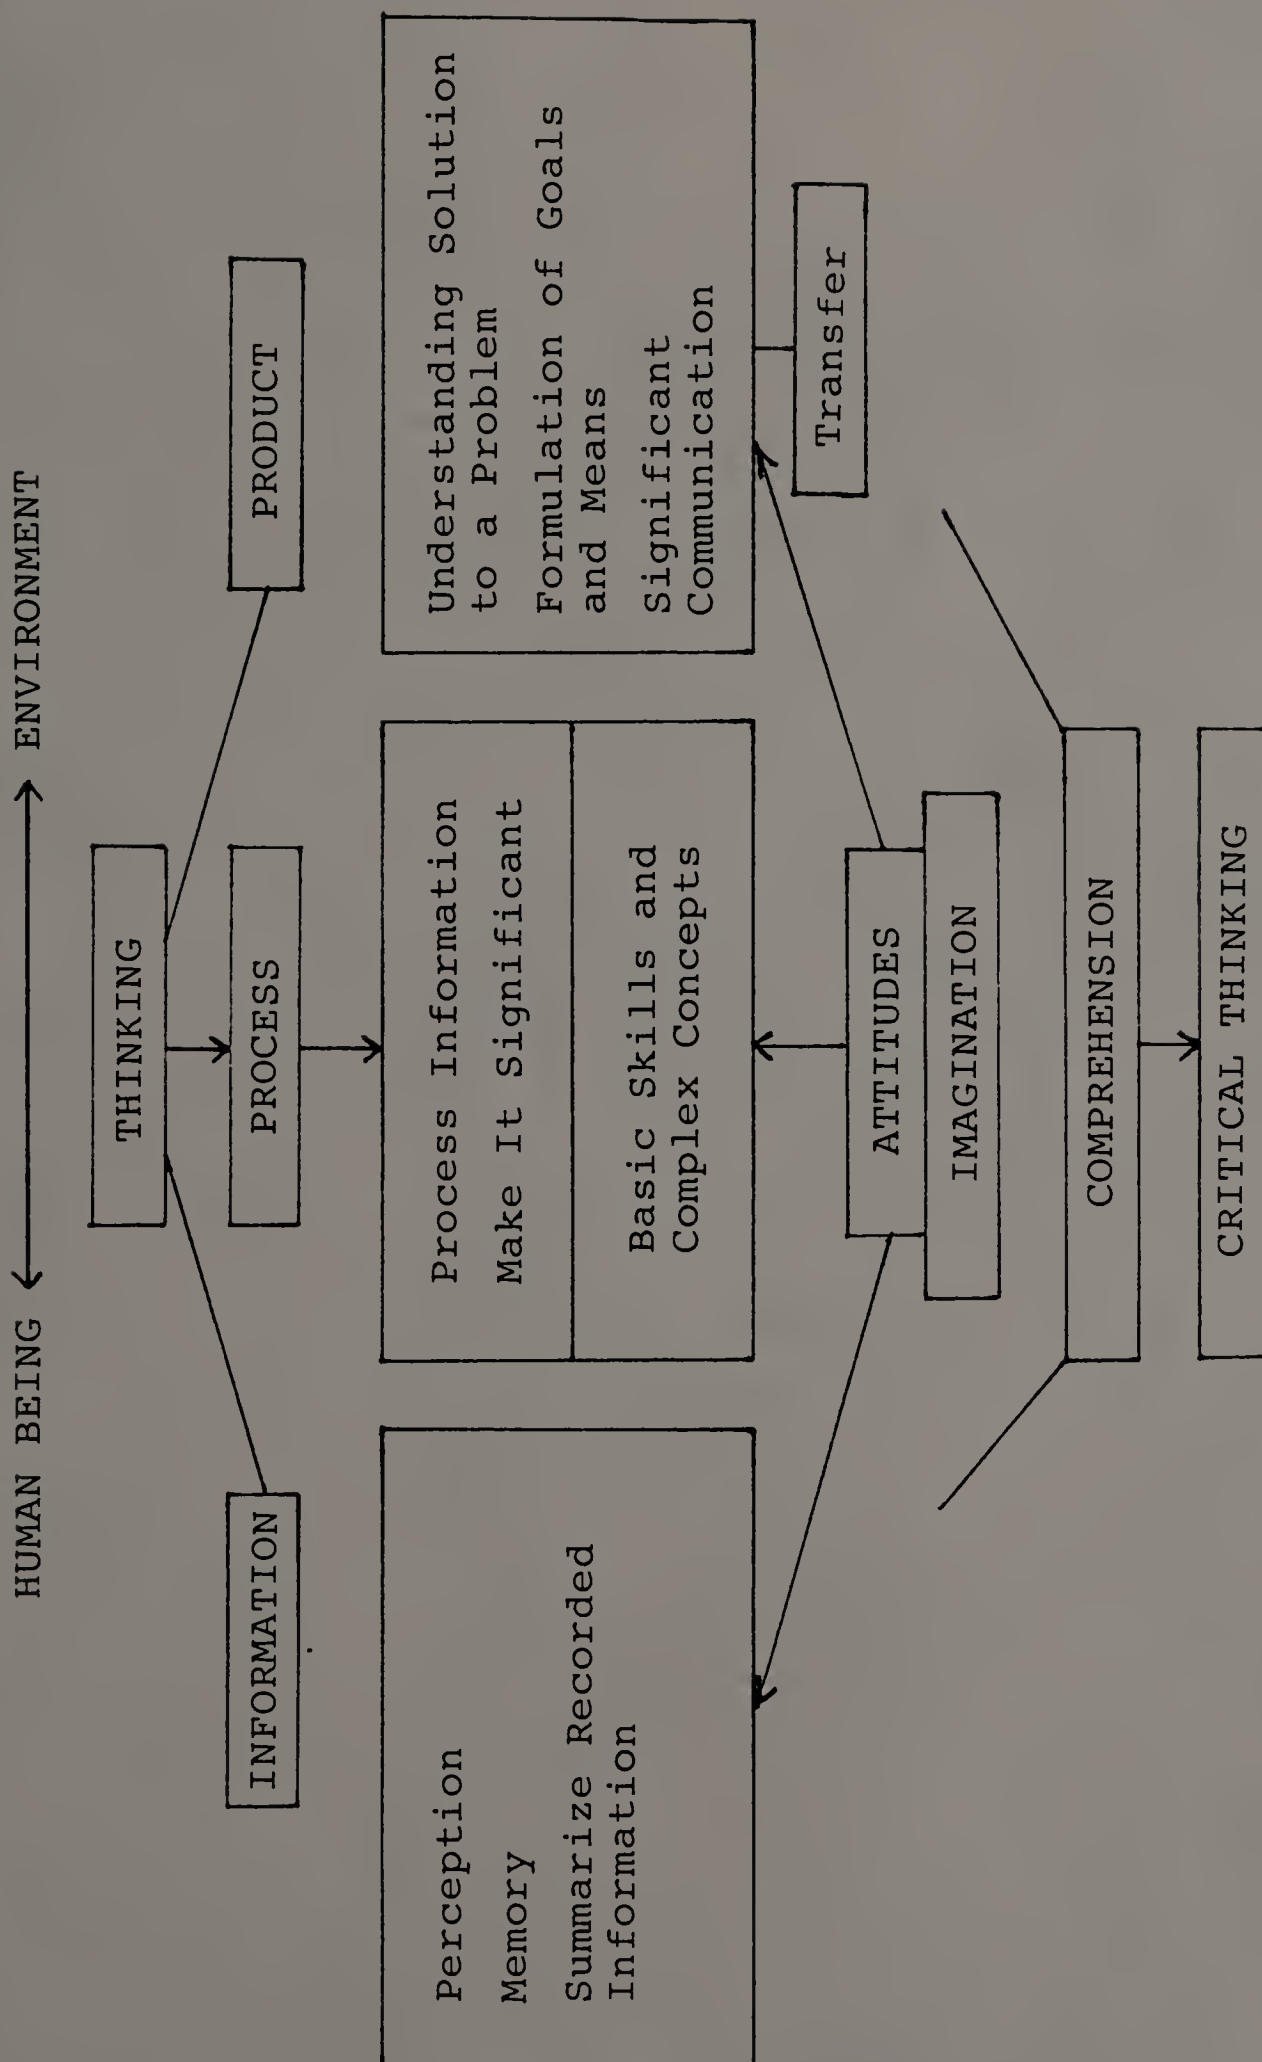 HUMAN BEING ENVIRONMENT
THINKING
INFORMATION PROCESS PRODUCT
Perception
Memory
Summarize Recorded
Information
Process Information
Make It Significant
Basic Skills and
Complex Concepts
Understanding Solution
to a Problem
Formulation of Goals
and Means
Significant
Communication
Transfer
ATTITUDES
IMAGINATION
COMPREHENSION
CRITICAL THINKING